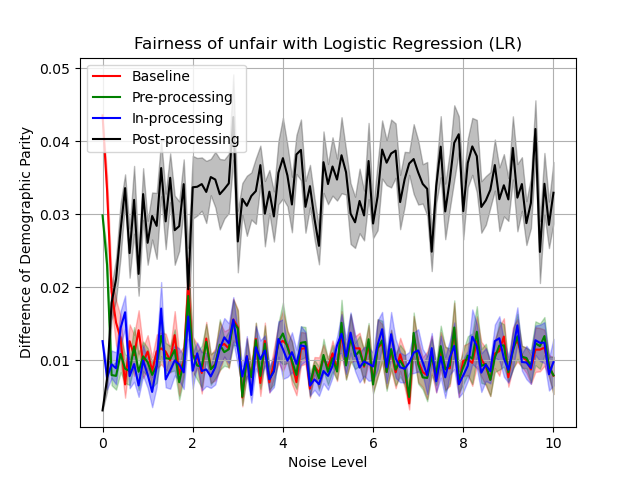 Fairness of unfair with Logistic Regression (LR)
Difference of Demographic Parity
0.05
0.04
0.03
0.02
0.01
Baseline
Pre-processing
In-processing
Post-processing
0 2 4 6 8 10
Noise Level